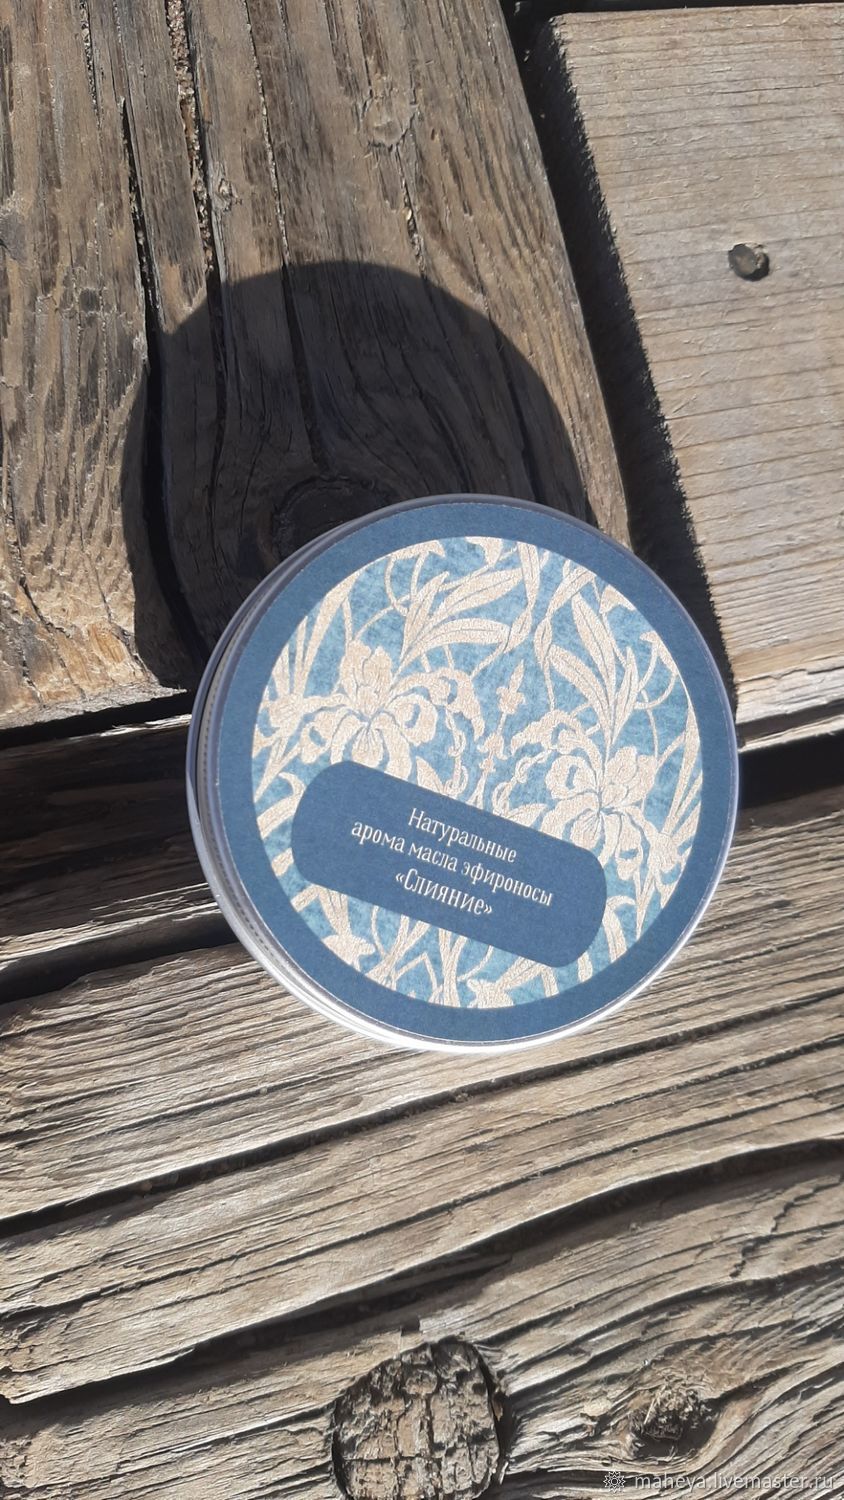 Натуральные
арома масла эфироносы
«Слияние»
maheya.livemaster.ru